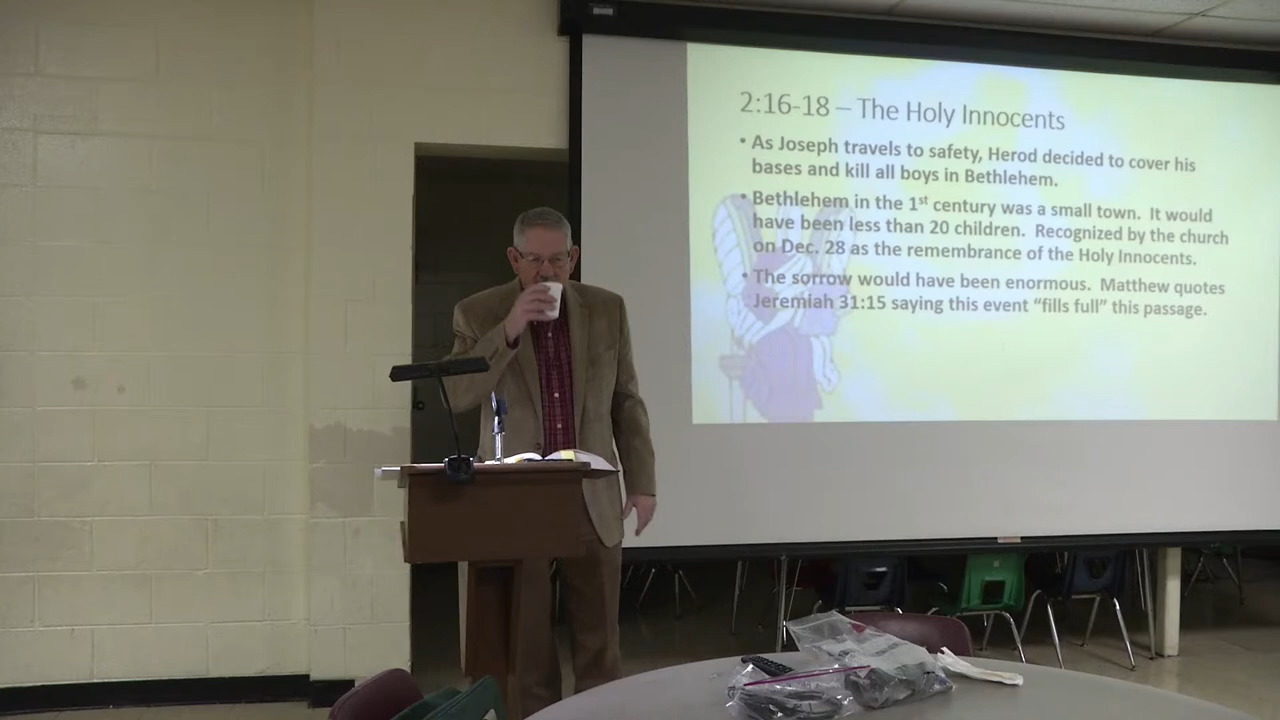 2:16-18 – The Holy Innocents
• As Joseph travels to safety, Herod decided to cover his
bases and kill all boys in Bethlehem.
• Bethlehem in the 1st century was a small town. It would
have been less than 20 children. Recognized by the church
on Dec. 28 as the remembrance of the Holy Innocents.
• The sorrow would have been enormous. Matthew quotes
Jeremiah 31:15 saying this event “fills full” this passage.